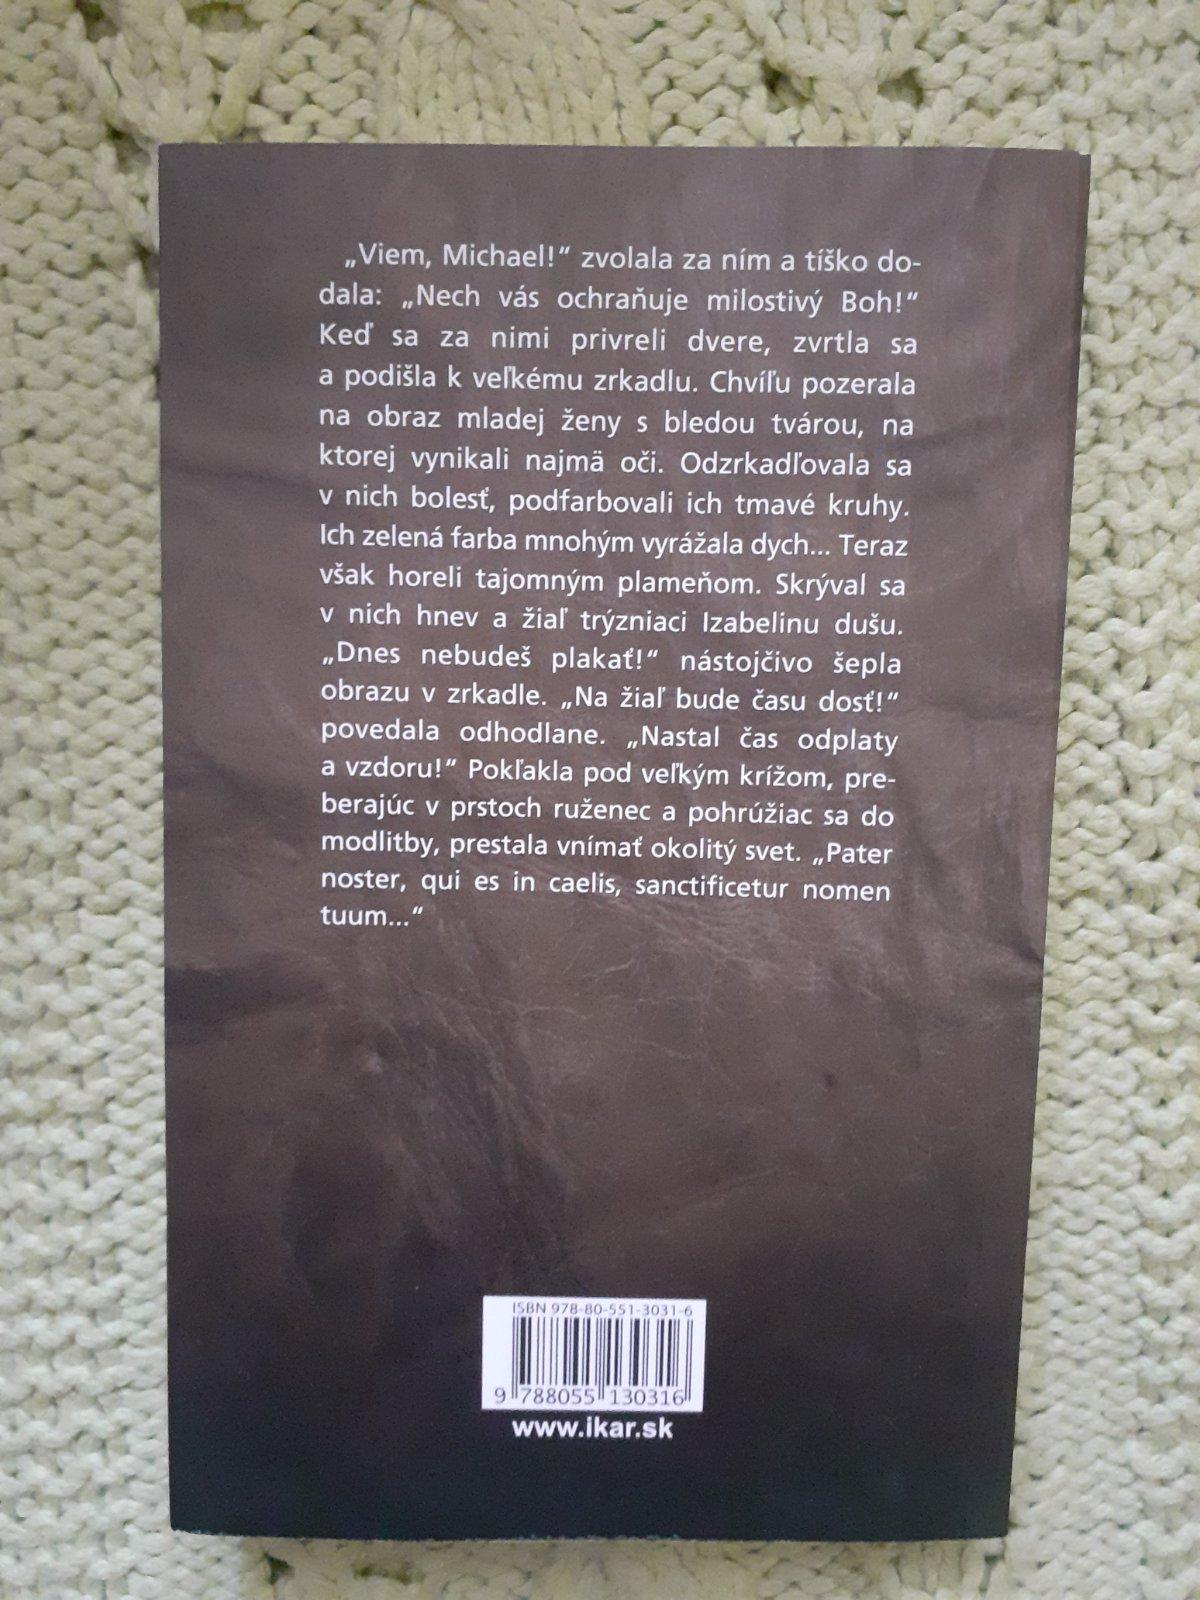 „Viem, Michael!“ zvolala za ním a tíško do-
dala: „Nech vás ochraňuje milostivý Boh!“
Keď sa za nimi privreli dvere, zvrtla sa
a podišla k veľkému zrkadlu. Chvíľu pozerala
na obraz mladej ženy s bledou tvárou, na
ktorej vynikali najmä oči. Odzrkadľovala sa
v nich bolesť, podfarbovali ich tmavé kruhy.
Ich zelená farba mnohým vyrážala dych... Teraz
však horeli tajomným plameňom. Skrýval sa
v nich hnev a žiaľ trýzniaci Izabelinu dušu.
„Dnes nebudeš plakať!“ nástojčivo šepla
obrazu v zrkadle. „Na žiaľ bude času dosť!“
povedala odhodlane. „Nastal čas odplaty
a vzdoru!“ Pokľakla pod veľkým krížom, pre-
berajúc v prstoch ruženec a pohrúžiac sa do
modlitby, prestala vnímať okolitý svet. „Pater
noster, qui es in caelis, sanctificetur nomen
tuum...“
ISBN 978-80-551-3031-6
9 788055 130316
www.ikar.sk